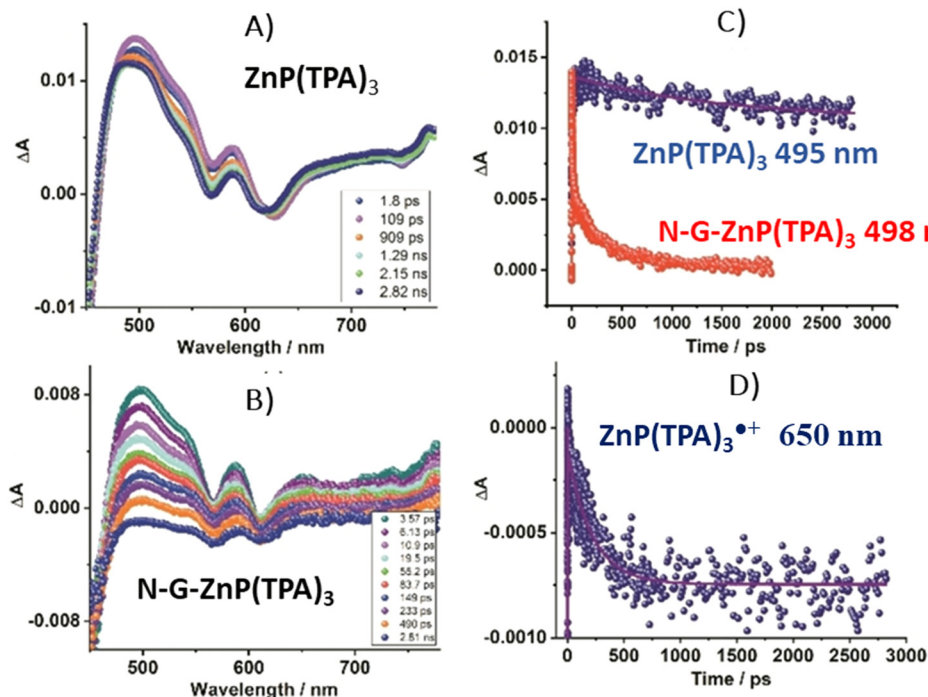 A)
ZnP(TPA)3
0.01
0.00
-0.01
ΔA
1.8 ps
109 ps
909 ps
1.29 ns
2.15 ns
2.82 ns
500
600
700
Wavelength / nm
B)
0.008
0.000
-0.008
ΔA
3.57 ps
6.13 ps
10.9 ps
19.5 ps
55.2 ps
83.7 ps
149 ps
233 ps
490 ps
2.81 ns
N-G-ZnP(TPA)3
500
600
700
Wavelength / nm
C)
0.015
0.010
0.005
0.000
ΔA
ZnP(TPA)3 495 nm
N-G-ZnP(TPA)3 498 r
0
500
1000
1500
2000
2500
3000
Time / ps
D)
ZnP(TPA)3●+ 650 nm
0.0000
-0.0005
-0.0010
ΔA
0
500
1000
1500
2000
2500
3000
Time / ps